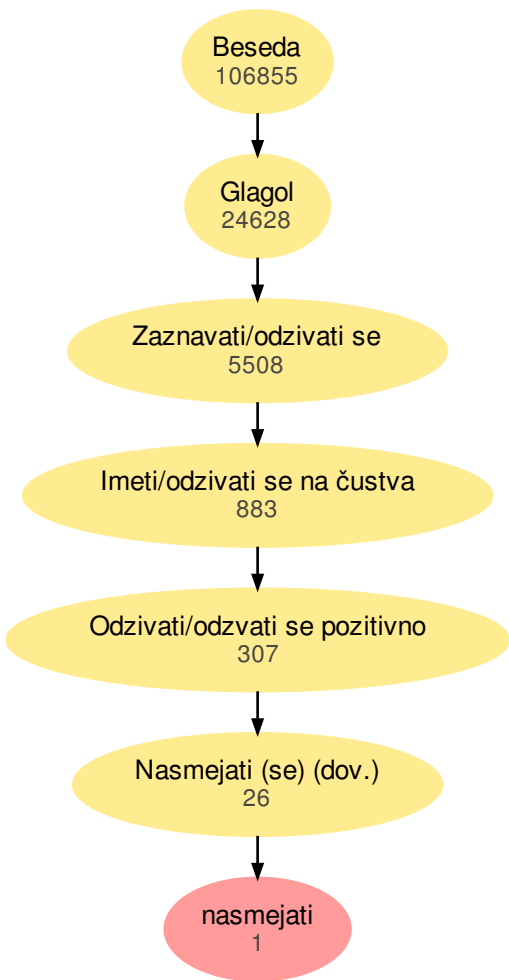 Beseda
106855
Glagol
24628
Zaznavati/odzivati se
5508
Imeti/odzivati se na čustva
883
Odzivati/odzvati se pozitivno
307
Nasmejati (se) (dov.)
26
nasmejati
1